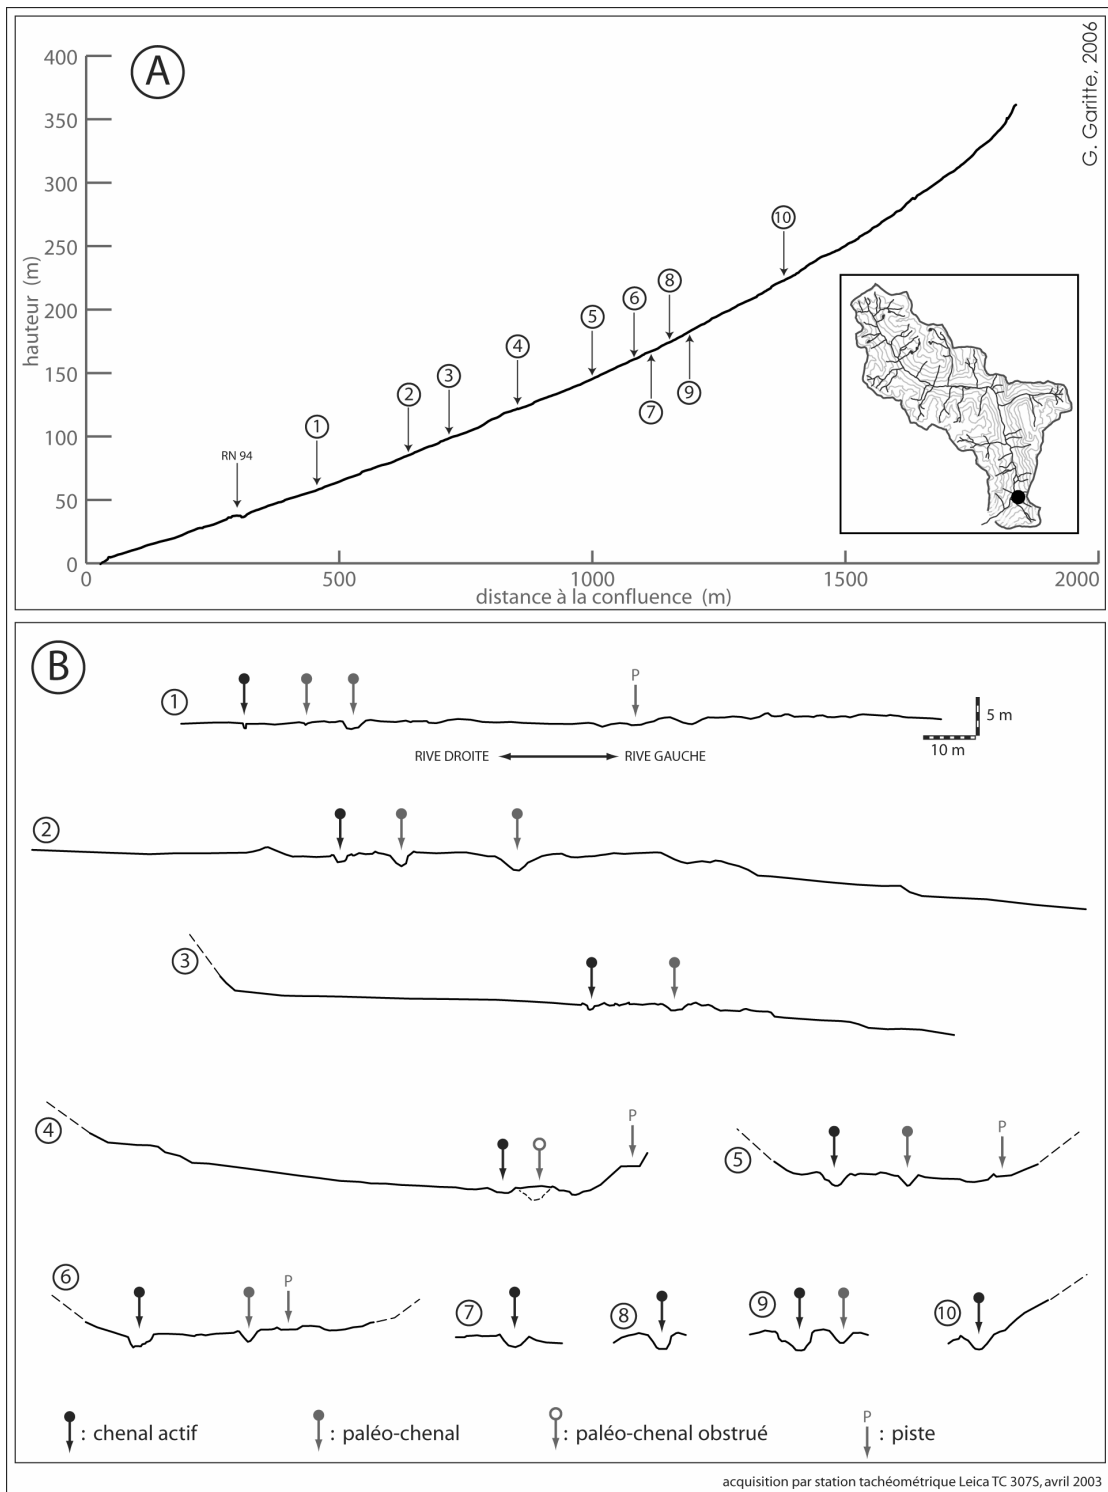 A
G. Garitte, 2006
400
350
300
250
200
150
100
50
0
hauteur (m)
RN 94
1
2
3
4
5
6
7
8
9
10
0
500
1000
1500
2000
distance à la confluence (m)
B
1
P
5 m
10 m
RIVE DROITE
RIVE GAUCHE
2
3
4
P
5
P
6
P
7
8
9
10
: chenal actif
: paléo-chenal
: paléo-chenal obstrué
P
: piste
acquisition par station tachéométrique Leica TC 307S, avril 2003